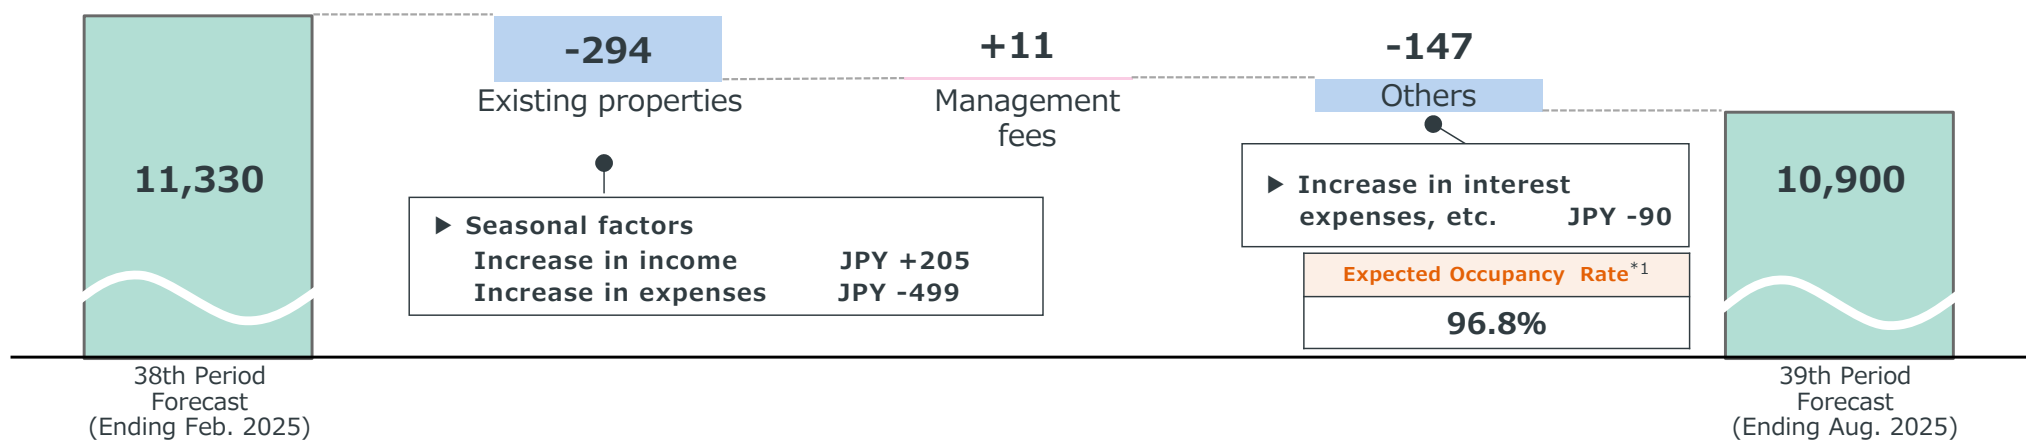 11,330
38th Period
Forecast
(Ending Feb. 2025)
-294
Existing properties
▶ Seasonal factors
Increase in income JPY +205
Increase in expenses JPY -499
+11
Management
fees
-147
Others
▶ Increase in interest
expenses, etc. JPY -90
Expected Occupancy Rate*1
96.8%
10,900
39th Period
Forecast
(Ending Aug. 2025)